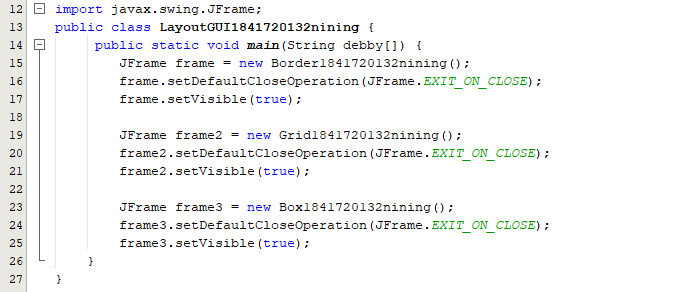 12 import javax.swing.JFrame;
13 public class LayoutGUI1841720132nining {
14 public static void main(String debby[]) {
15 JFrame frame = new Border1841720132nining();
16 frame.setDefaultCloseOperation(JFrame.EXIT_ON_CLOSE);
17 frame.setVisible(true);
18
19 JFrame frame2 = new Grid1841720132nining();
20 frame2.setDefaultCloseOperation(JFrame.EXIT_ON_CLOSE);
21 frame2.setVisible(true);
22
23 JFrame frame3 = new Box1841720132nining();
24 frame3.setDefaultCloseOperation(JFrame.EXIT_ON_CLOSE);
25 frame3.setVisible(true);
26 }
27 }